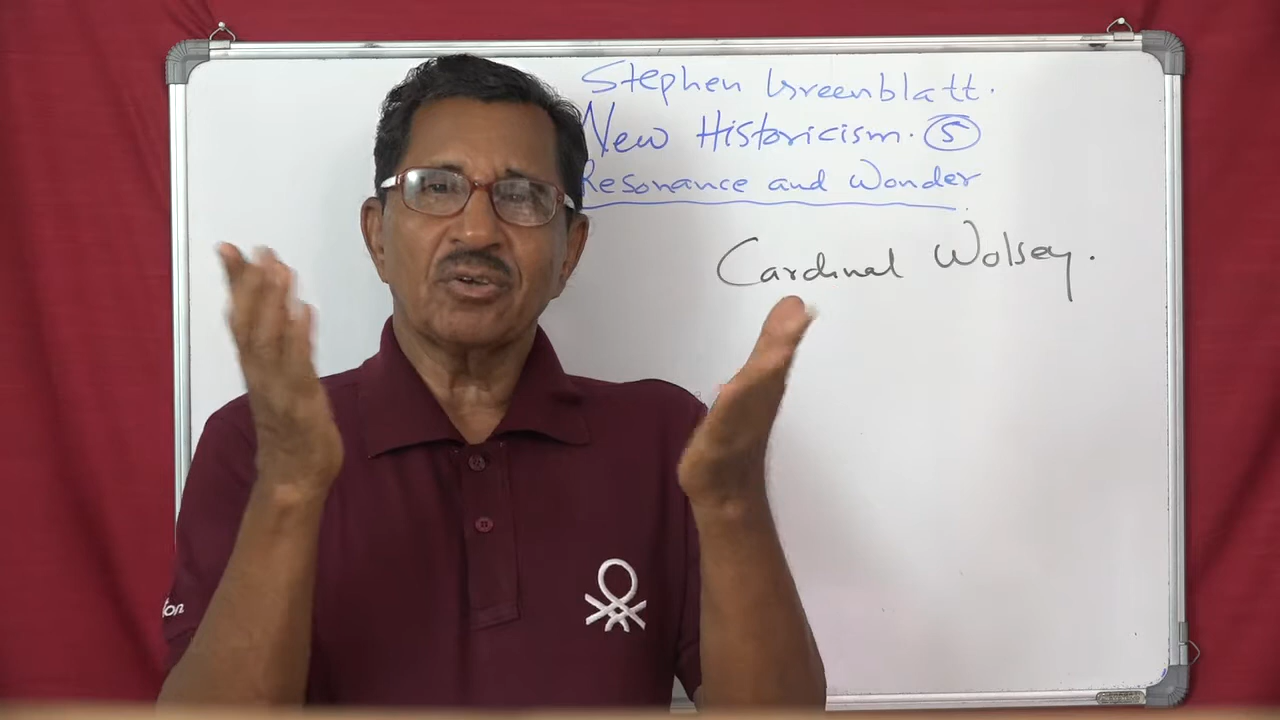 Stephen Greenblatt.
New Historicism. 5
Resonance and Wonder
Cardinal Wolsey.